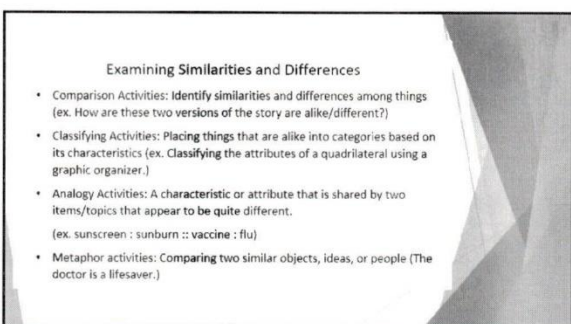 Examining Similarities and Differences
• Comparison Activities: Identify similarities and differences among things
(ex. How are these two versions of the story are alike/different?)
• Classifying Activities: Placing things that are alike into categories based on
its characteristics (ex. Classifying the attributes of a quadrilateral using a
graphic organizer.)
• Analogy Activities: A characteristic or attribute that is shared by two
items/topics that appear to be quite different.
(ex. sunscreen : sunburn :: vaccine : flu)
• Metaphor activities: Comparing two similar objects, ideas, or people (The
doctor is a lifesaver.)